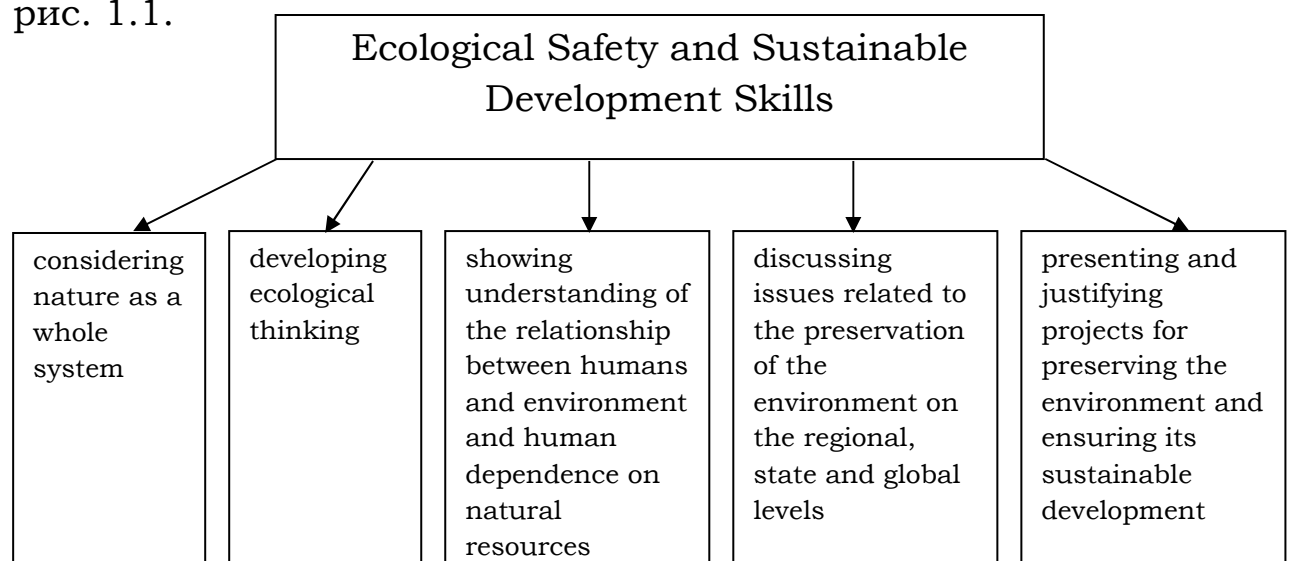 рис. 1.1.
Ecological Safety and Sustainable
Development Skills
considering
nature as a
whole
system
developing
ecological
thinking
showing
understanding of
the relationship
between humans
and environment
and human
dependence on
natural
resources
discussing
issues related to
the preservation
of the
environment on
the regional,
state and global
levels
presenting and
justifying
projects for
preserving the
environment and
ensuring its
sustainable
development